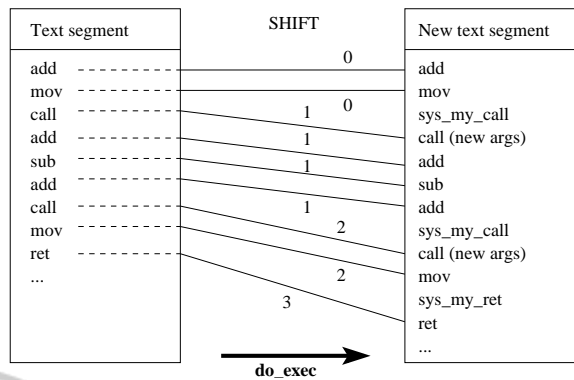 Text segment
add
mov
call
add
sub
add
call
mov
ret
...
SHIFT
0
0
1
1
1
1
2
2
3
do_exec
New text segment
add
mov
sys_my_call
call (new args)
add
sub
add
sys_my_call
call (new args)
mov
sys_my_ret
ret
...